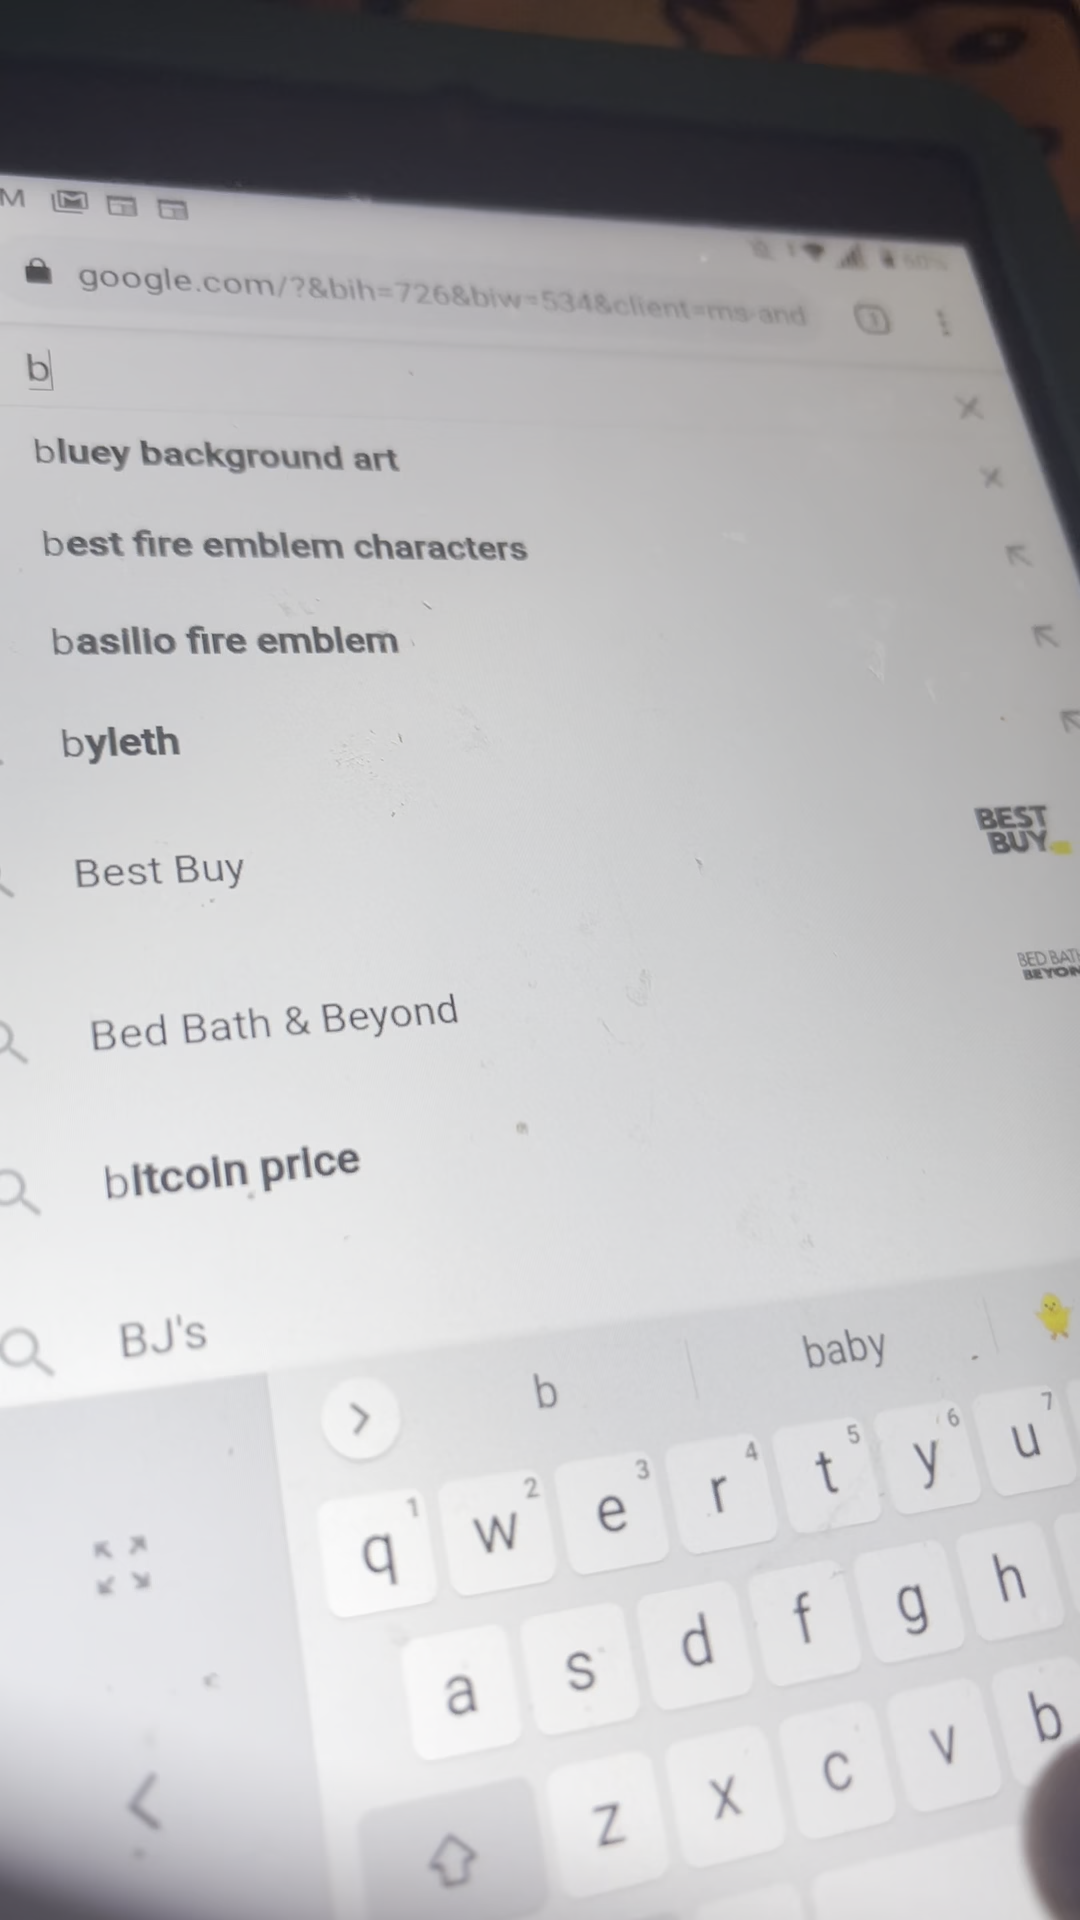 M
60%
google.com/?&bih=726&biw=534&client=ms-and
b
bluey background art
best fire emblem characters
basilio fire emblem
byleth
Best Buy
BEST
BUY
Bed Bath & Beyond
BED BATH
BEYON
bitcoin price
BJ's
b
baby
1 2 3 4 5 6 7
q w e r t y u
a s d f g h
z x c v b